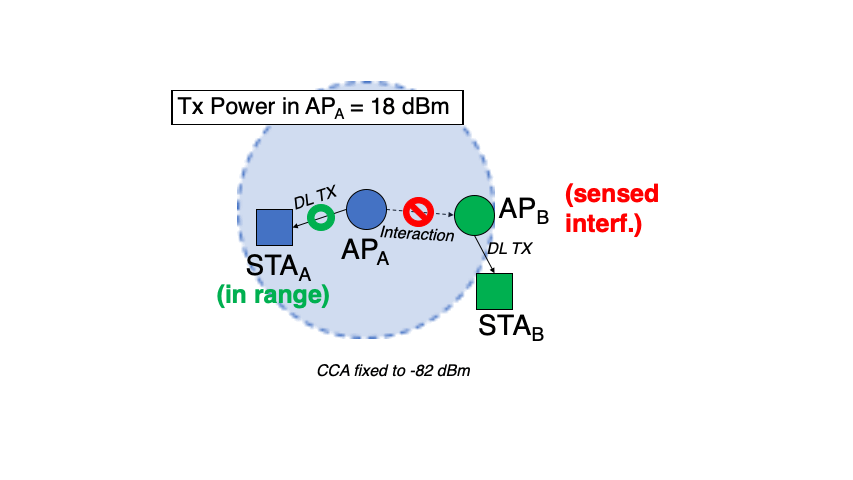 Tx Power in APA = 18 dBm
DL TX
(sensed
interf.)
APB
Interaction
APA
DL TX
STAA
(in range)
STAB
CCA fixed to -82 dBm